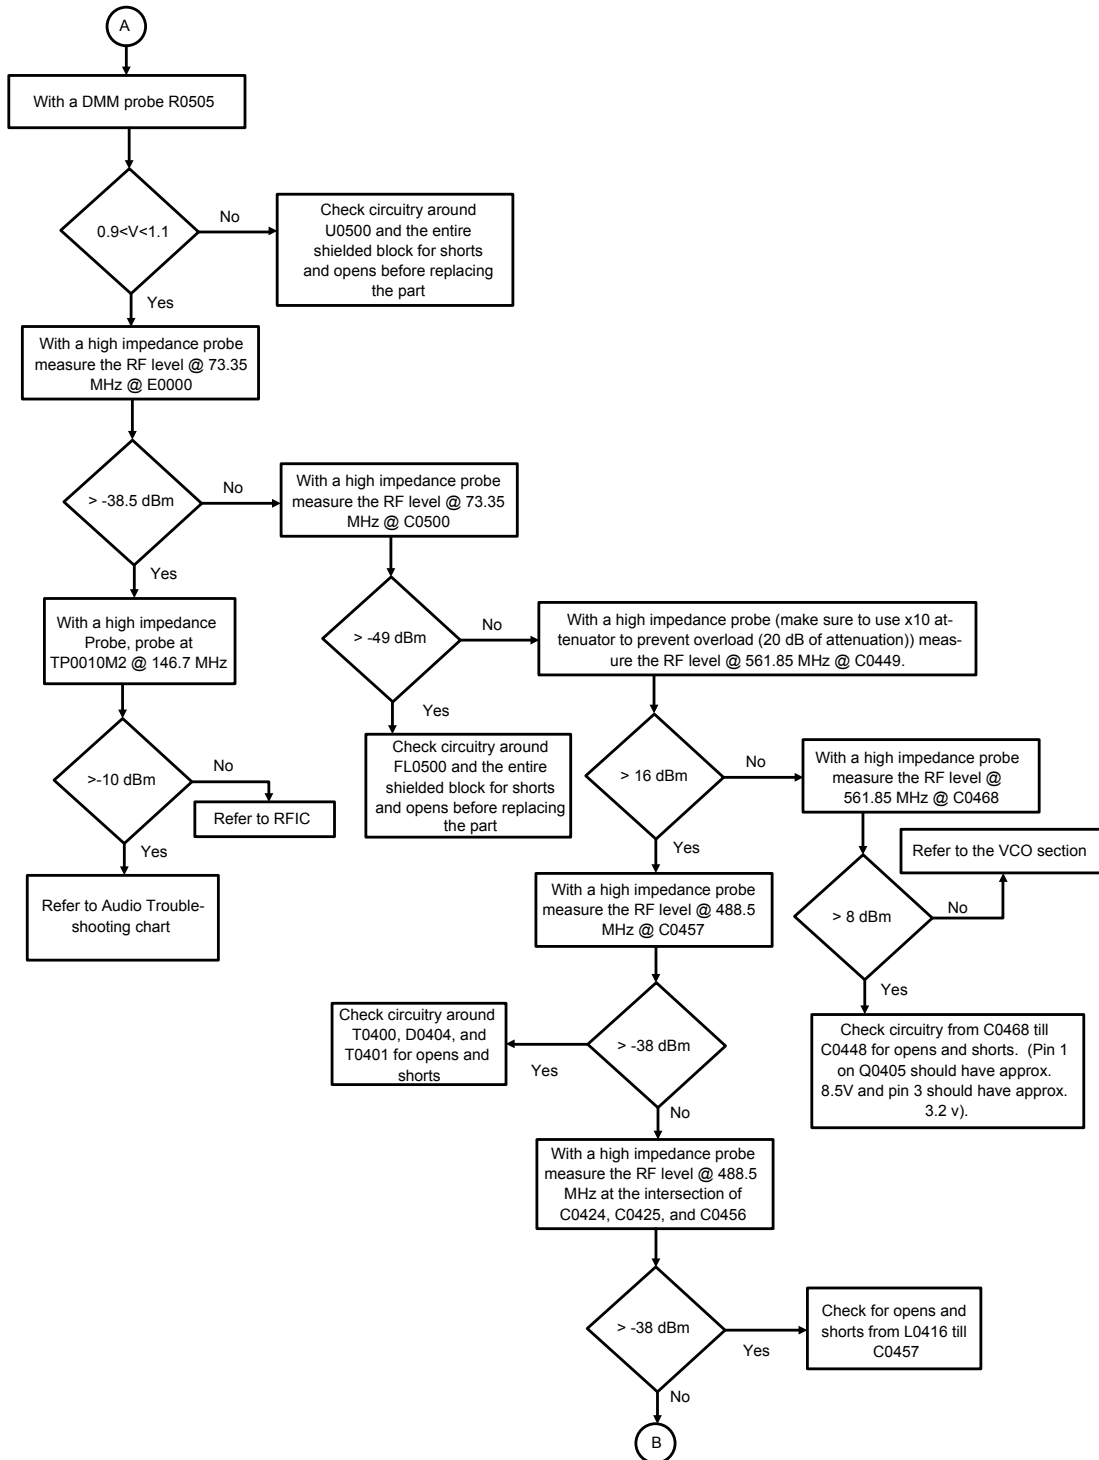 A
With a DMM probe R0505
0.9<V<1.1
No
Check circuitry around
U0500 and the entire
shielded block for shorts
and opens before replacing
the part
Yes
With a high impedance probe
measure the RF level @ 73.35
MHz @ E0000
> -38.5 dBm
No
With a high impedance probe
measure the RF level @ 73.35
MHz @ C0500
Yes
With a high impedance
Probe, probe at
TP0010M2 @ 146.7 MHz
> -49 dBm
No
With a high impedance probe (make sure to use x10 at-
tenuator to prevent overload (20 dB of attenuation)) meas-
ure the RF level @ 561.85 MHz @ C0449.
Yes
Check circuitry around
FL0500 and the entire
shielded block for shorts
and opens before replacing
the part
>-10 dBm
No
Refer to RFIC
Yes
Refer to Audio Trouble-
shooting chart
> 16 dBm
No
With a high impedance probe
measure the RF level @
561.85 MHz @ C0468
Yes
Refer to the VCO section
With a high impedance probe
measure the RF level @ 488.5
MHz @ C0457
> 8 dBm
No
Yes
Check circuitry from C0468 till
C0448 for opens and shorts.  (Pin 1
on Q0405 should have approx.
8.5V and pin 3 should have approx.
3.2 v).
Check circuitry around
T0400, D0404, and
T0401 for opens and
shorts
> -38 dBm
Yes
No
With a high impedance probe
measure the RF level @ 488.5
MHz at the intersection of
C0424, C0425, and C0456
> -38 dBm
Yes
Check for opens and
shorts from L0416 till
C0457
No
B